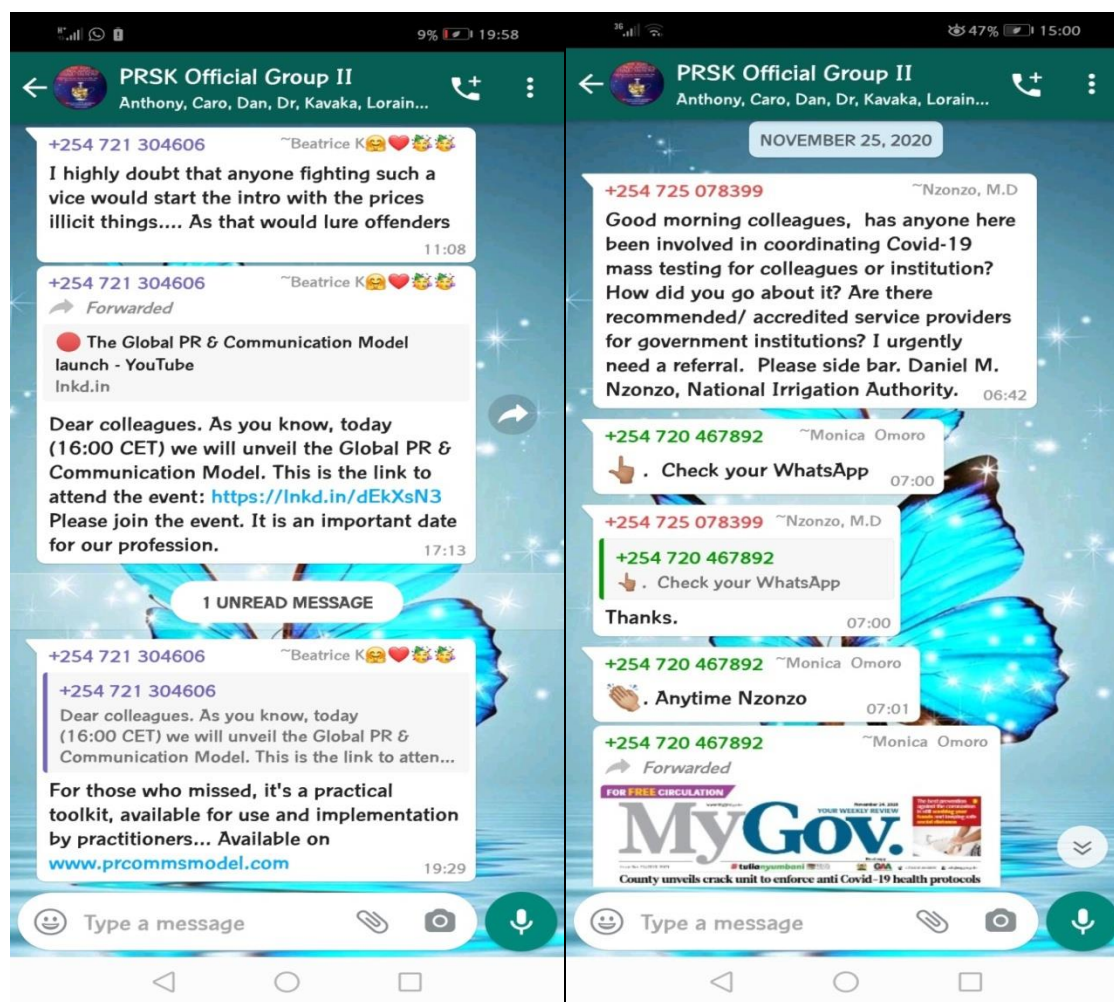 9% 19:58
PRSK Official Group II
Anthony, Caro, Dan, Dr, Kavaka, Lorain...
+254 721 304606 ~Beatrice K🤗❤️🥳🥳
I highly doubt that anyone fighting such a
vice would start the intro with the prices
illicit things.... As that would lure offenders
11:08
+254 721 304606 ~Beatrice K🤗❤️🥳🥳
Forwarded
🔴 The Global PR & Communication Model
launch - YouTube
lnkd.in
Dear colleagues. As you know, today
(16:00 CET) we will unveil the Global PR &
Communication Model. This is the link to
attend the event: https://lnkd.in/dEkXsN3
Please join the event. It is an important date
for our profession.
17:13
1 UNREAD MESSAGE
+254 721 304606 ~Beatrice K🤗❤️🥳🥳
+254 721 304606
Dear colleagues. As you know, today
(16:00 CET) we will unveil the Global PR &
Communication Model. This is the link to atten...
For those who missed, it's a practical
toolkit, available for use and implementation
by practitioners... Available on
www.prcommsmodel.com
19:29
Type a message
3G 47% 15:00
PRSK Official Group II
Anthony, Caro, Dan, Dr, Kavaka, Lorain...
NOVEMBER 25, 2020
+254 725 078399 ~Nzonzo, M.D
Good morning colleagues, has anyone here
been involved in coordinating Covid-19
mass testing for colleagues or institution?
How did you go about it? Are there
recommended/ accredited service providers
for government institutions? I urgently
need a referral. Please side bar. Daniel M.
Nzonzo, National Irrigation Authority. 06:42
+254 720 467892 ~Monica Omoro
👆🏽. Check your WhatsApp 07:00
+254 725 078399 ~Nzonzo, M.D
+254 720 467892
👆🏽. Check your WhatsApp
Thanks. 07:00
+254 720 467892 ~Monica Omoro
👏🏽. Anytime Nzonzo 07:01
+254 720 467892 ~Monica Omoro
Forwarded
FOR FREE CIRCULATION
November 24, 2020
YOUR WEEKLY REVIEW
MyGov.
#tulianyumbani
GAA
County unveils crack unit to enforce anti Covid-19 health protocols
Type a message